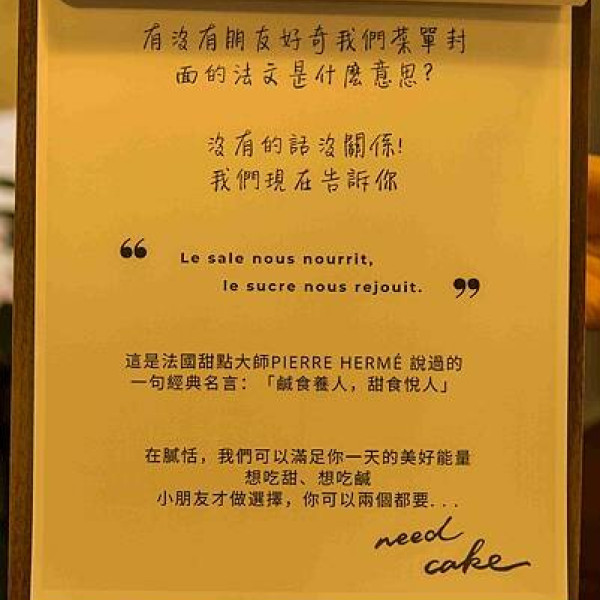 有沒有朋友好奇我們菜單封
面的法文是什麼意思?
沒有的話沒關係!
我們現在告訴你
“ Le sale nous nourrit,
le sucre nous rejouit. ”
這是法國甜點大師PIERRE HERMÉ 說過的
一句經典名言：「鹹食養人，甜食悅人」
在膩恬，我們可以滿足你一天的美好能量
想吃甜、想吃鹹
小朋友才做選擇，你可以兩個都要...
need
cake